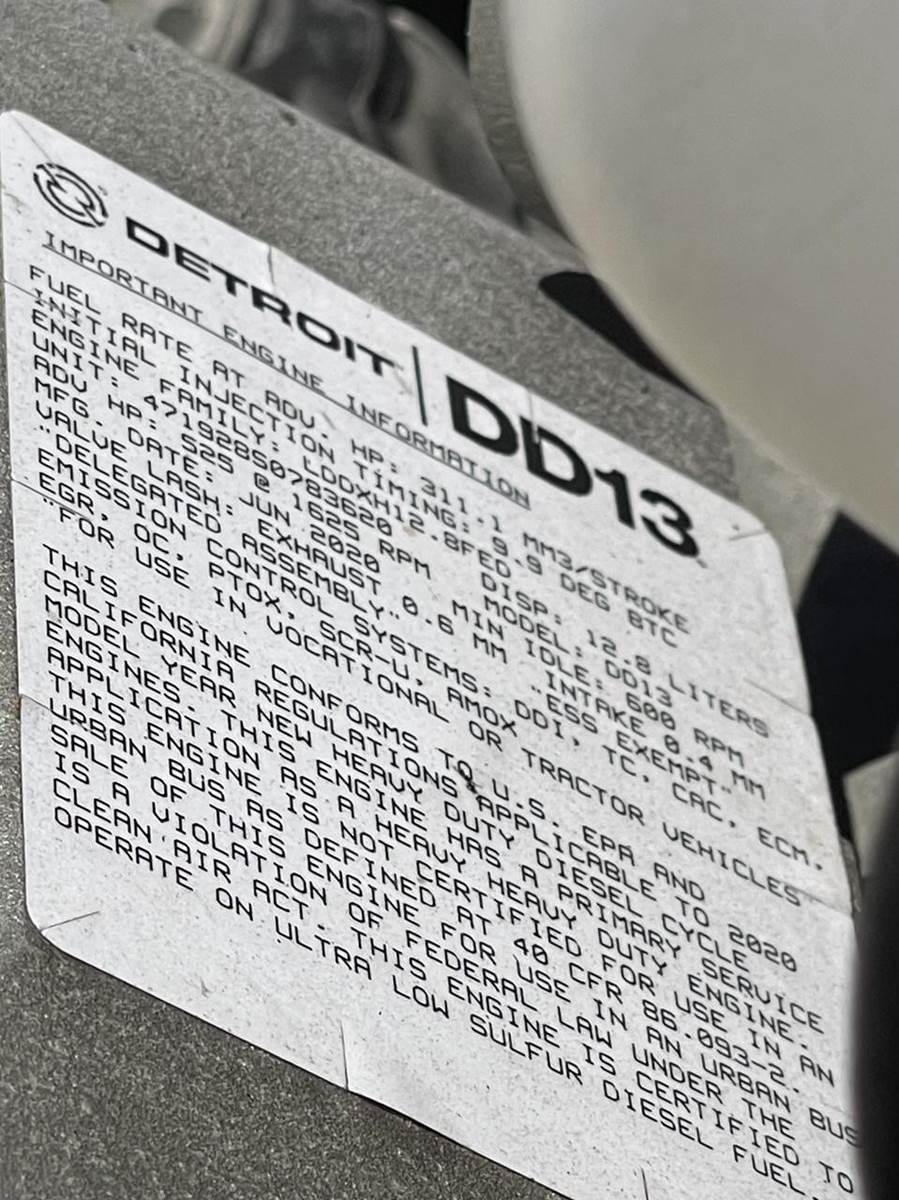 DETROIT | DD13
IMPORTANT ENGINE INFORMATION
FUEL RATE AT ADV. HP: 311.1 MM3/STROKE
INITIAL INJECTION TIMING: 9.9 DEG BTC
ENGINE FAMILY: LDDXH12.8FED DISP: 12.8 LITERS
UNIT: 471928S0783620 MODEL: DD13
ADV HP: 525 @ 1625 RPM MIN IDLE: 600 RPM
MFG. DATE: JUN 2020
VALVE LASH: EXHAUST 0.6 MM INTAKE 0.4 MM
"DELEGATED ASSEMBLY" "ESS EXEMPT"
EMISSION CONTROL SYSTEMS: DDI, TC, CAC, ECM,
EGR, OC, PTOX, SCR-U, AMOX
"FOR USE IN VOCATIONAL OR TRACTOR VEHICLES"
THIS ENGINE CONFORMS TO U.S. EPA AND
CALIFORNIA REGULATIONS APPLICABLE TO 2020
MODEL YEAR NEW HEAVY DUTY DIESEL CYCLE
ENGINES. THIS ENGINE HAS A PRIMARY SERVICE
APPLICATION AS A HEAVY HEAVY DUTY ENGINE.
THIS ENGINE IS NOT CERTIFIED FOR USE IN AN
URBAN BUS AS DEFINED AT 40 CFR 86.093-2.
SALE OF THIS ENGINE FOR USE IN AN URBAN BUS
IS A VIOLATION OF FEDERAL LAW UNDER THE
CLEAN AIR ACT. THIS ENGINE IS CERTIFIED TO
OPERATE ON ULTRA LOW SULFUR DIESEL FUEL.